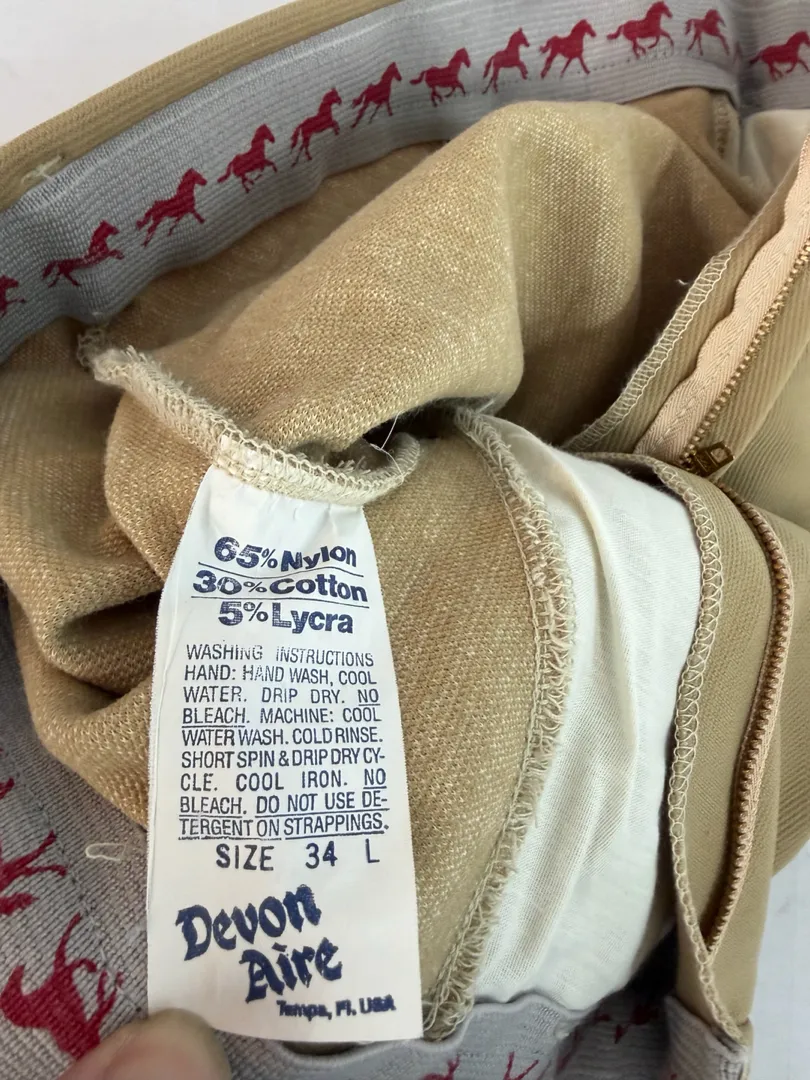 65% Nylon
30% Cotton
5% Lycra
WASHING INSTRUCTIONS
HAND: HAND WASH, COOL
WATER. DRIP DRY. NO
BLEACH. MACHINE: COOL
WATER WASH. COLD RINSE.
SHORT SPIN & DRIP DRY CY-
CLE. COOL IRON. NO
BLEACH. DO NOT USE DE-
TERGENT ON STRAPPINGS.
SIZE 34 L
Devon
Aire
Tampa, Fl. USA